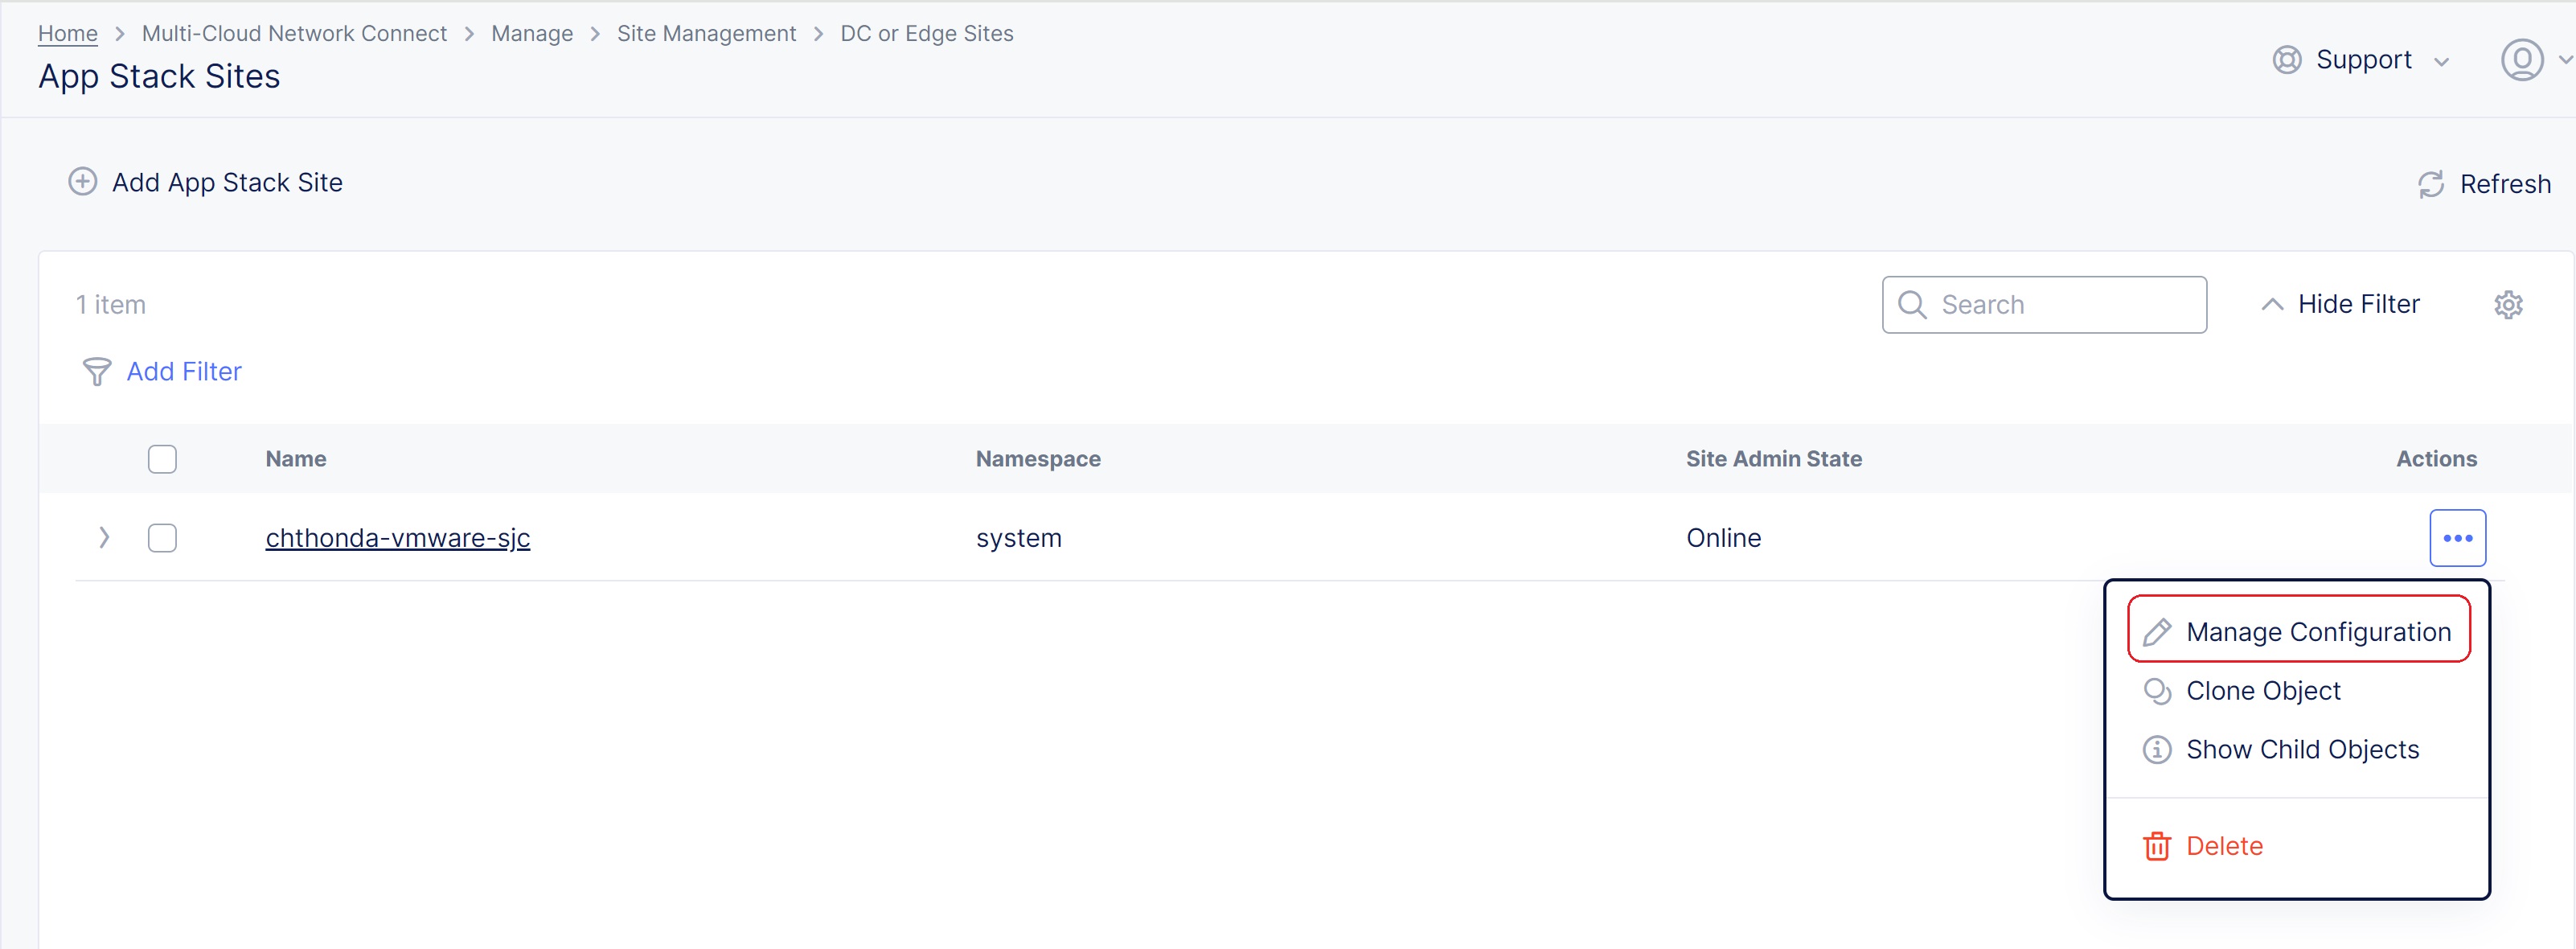 Home > Multi-Cloud Network Connect > Manage > Site Management > DC or Edge Sites
App Stack Sites
Support
Add App Stack Site
Refresh
1 item
Search
Hide Filter
Add Filter
Name Namespace Site Admin State Actions
chthonda-vmware-sjc system Online
Manage Configuration
Clone Object
Show Child Objects
Delete